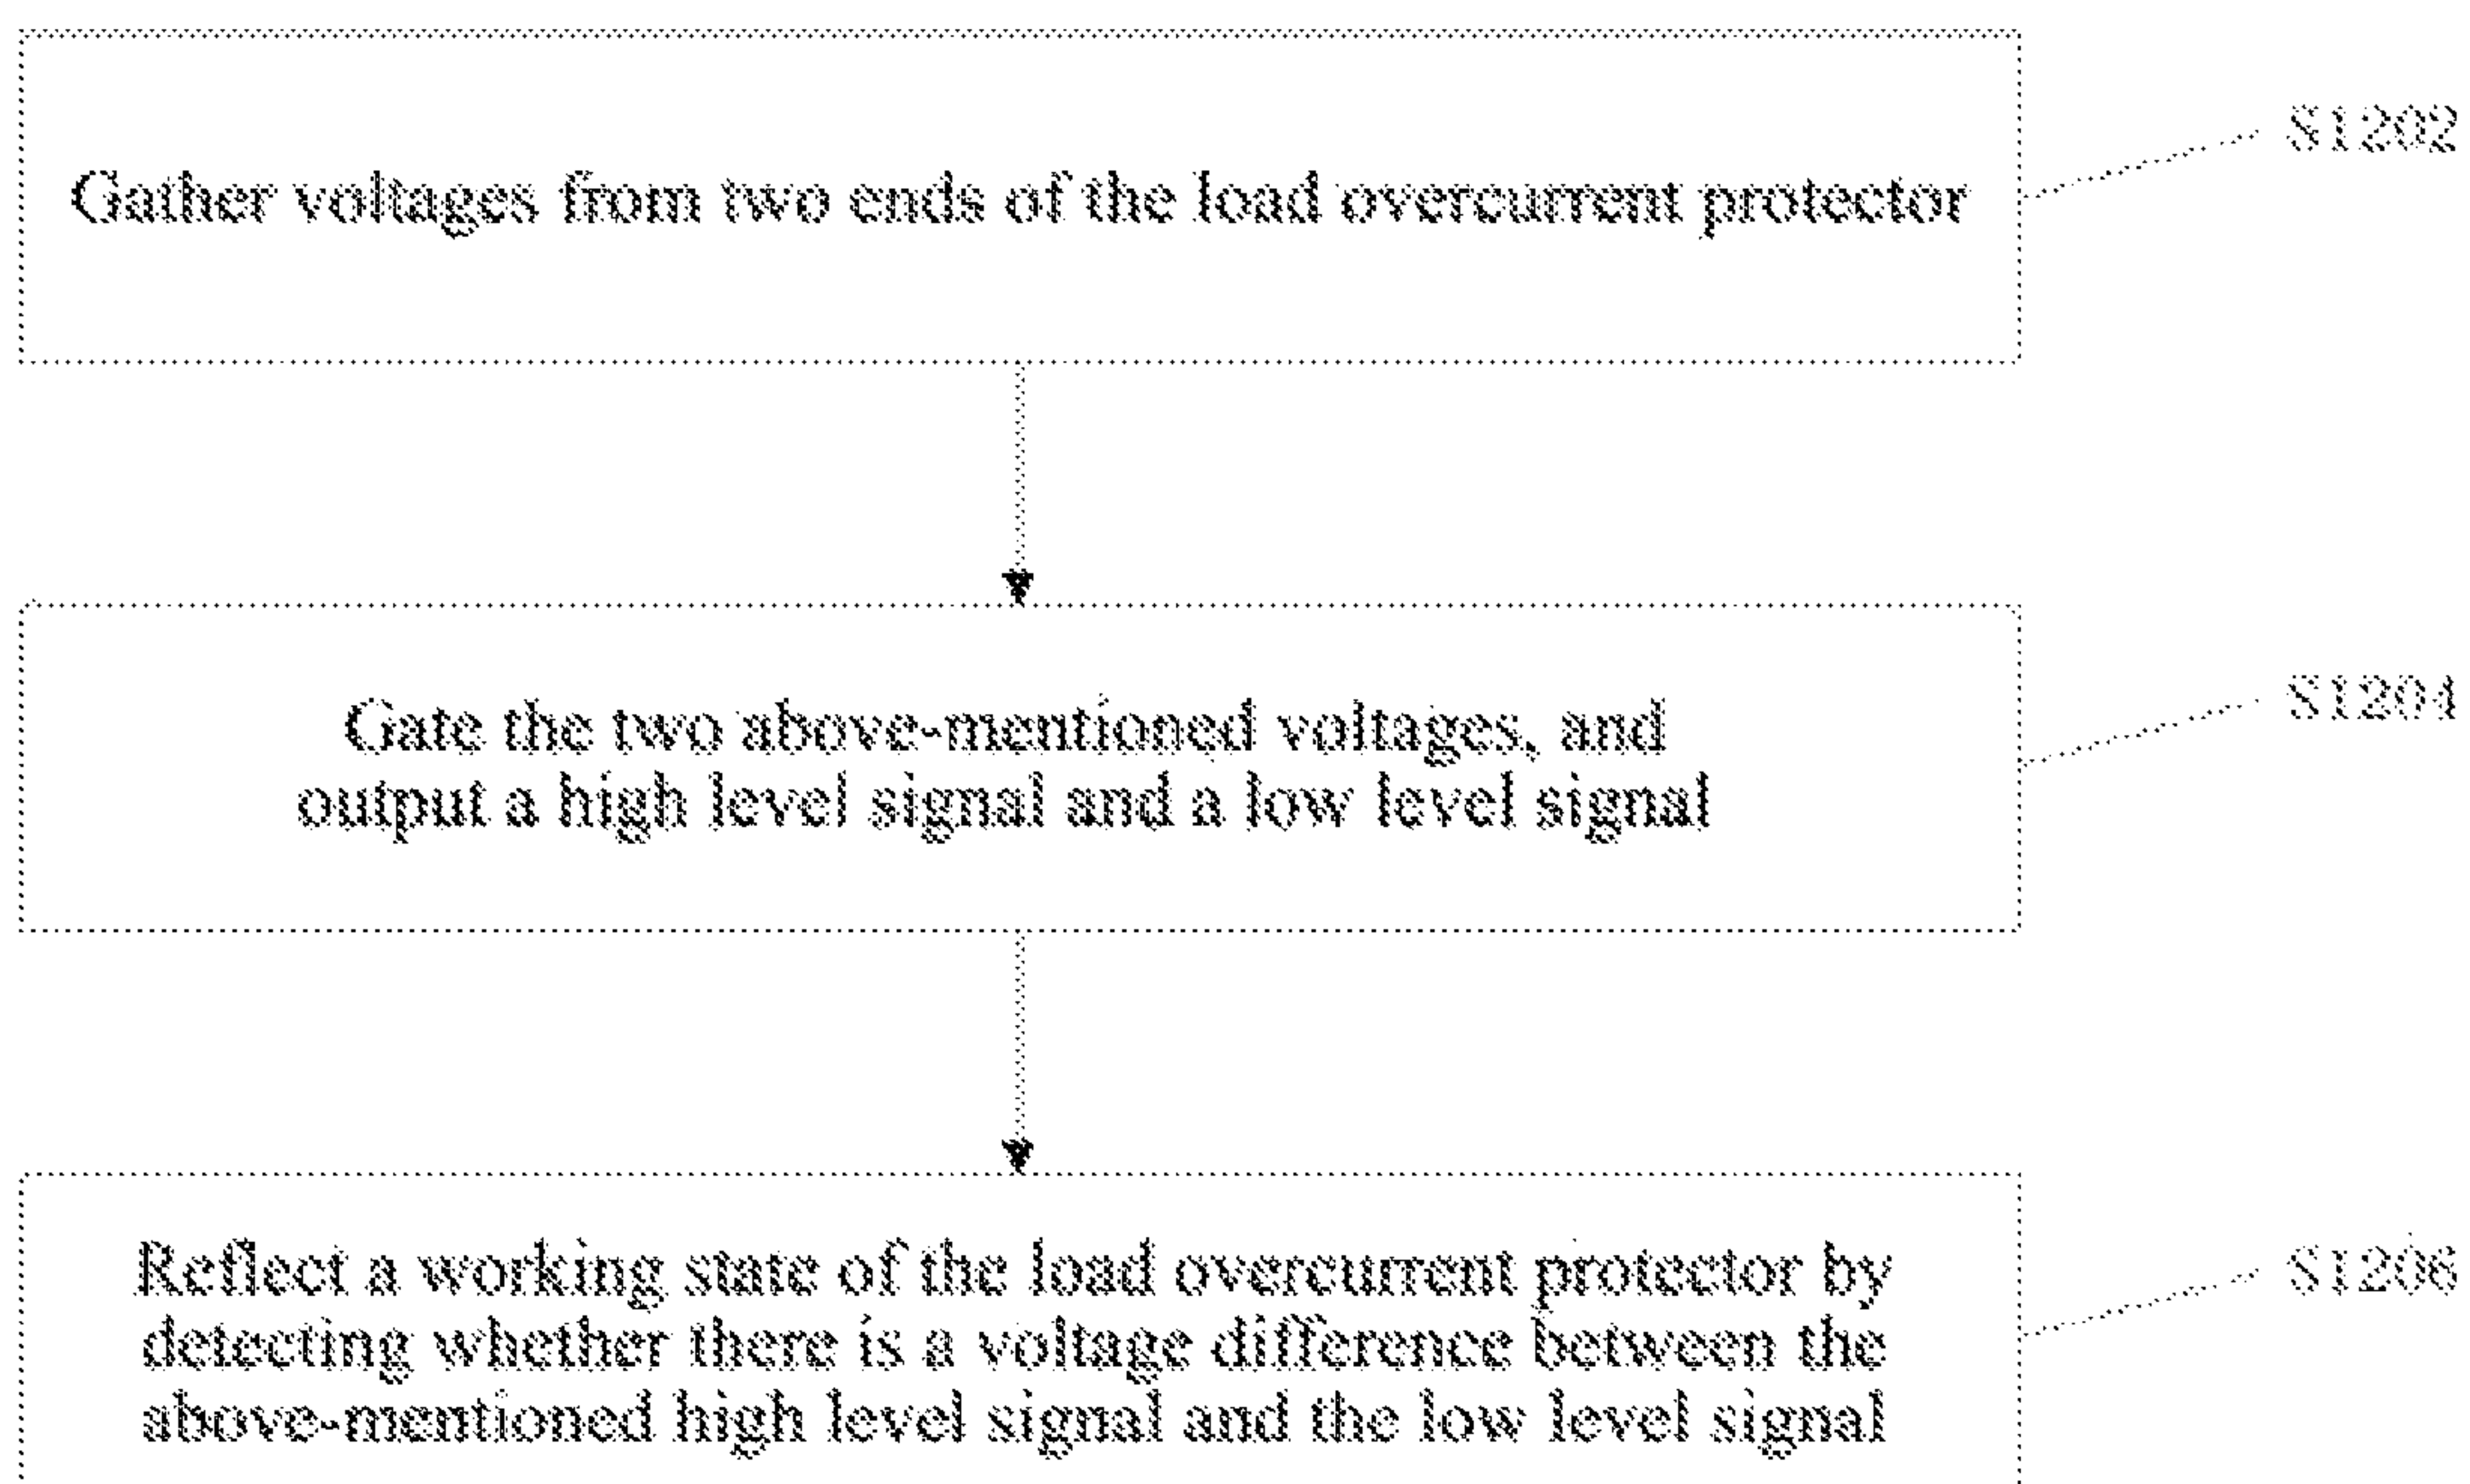 Gather voltages from two ends of the load overcurrent protector
S1202
Gate the two above-mentioned voltages, and
output a high level signal and a low level signal
S1204
Reflect a working state of the load overcurrent protector by
detecting whether there is a voltage difference between the
above-mentioned high level signal and the low level signal
S1206